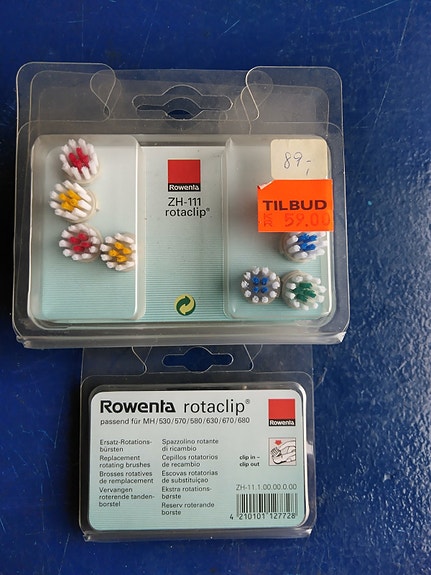 89,-
Rowenta
ZH-111
rotaclip®
TILBUD
59.00
Rowenta rotaclip®
passend für MH/530/570/580/630/670/680
Rowenta
Ersatz-Rotations-
bürsten
Replacement
rotating brushes
Brosses rotatives
de remplacement
Vervangen
roterende tanden-
borstel
Spazzolino rotante
di ricambio
Cepillos rotatorios
de recambio
Escovas rotatorias
de substituiçao
Ekstra rotations-
børste
Reserv roterande
borste
clip in –
clip out
ZH-11.1.00.00.0.00
4 210101 127728